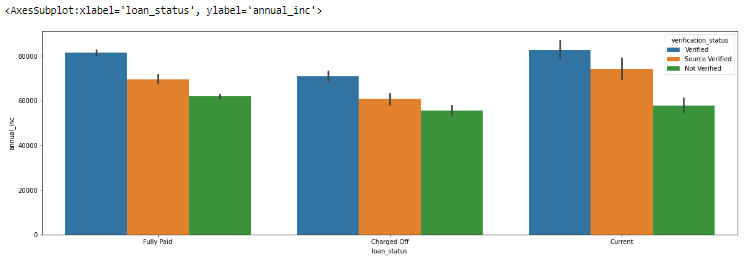 <AxesSubplot:xlabel='loan_status', ylabel='annual_inc'>
verification_status
Verified
Source Verified
Not Verified
80000
60000
40000
20000
0
annual_inc
Fully Paid
Charged Off
Current
loan_status